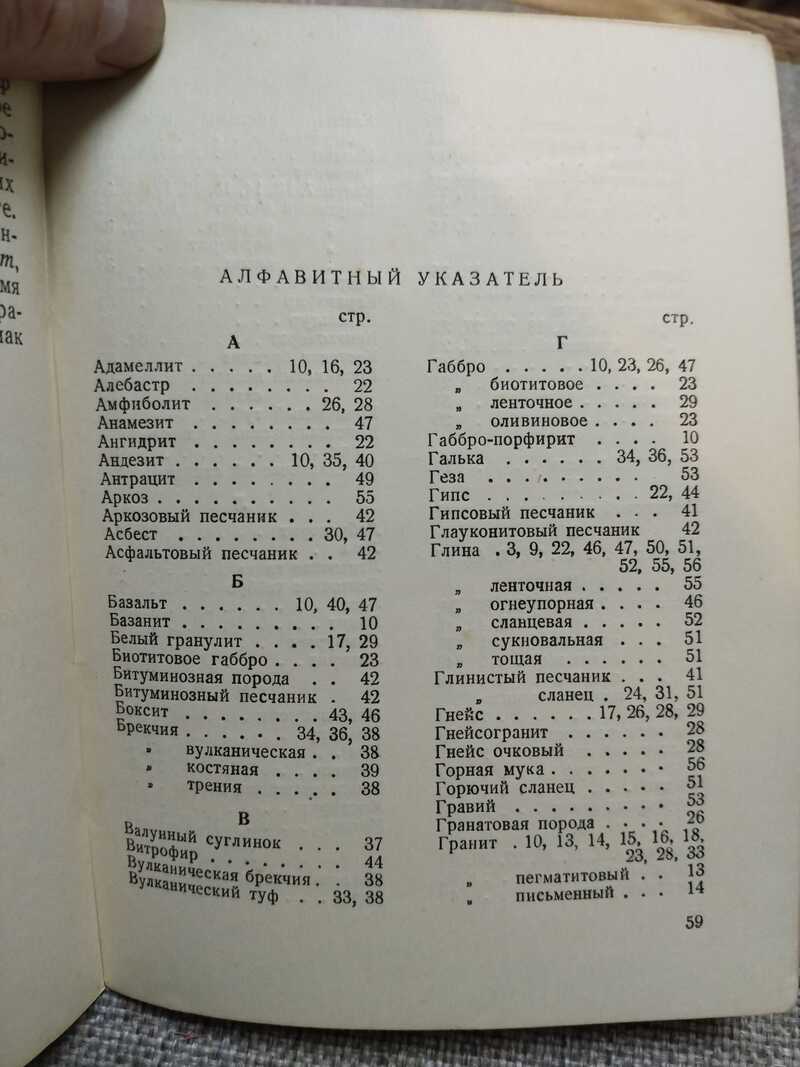 е
о-
и-
их
е.
н-
т,
мя
ра-
так
АЛФАВИТНЫЙ УКАЗАТЕЛЬ
стр.
А
Адамеллит . . . . . 10, 16, 23
Алебастр . . . . . . . . 22
Амфиболит . . . . . . 26, 28
Анамезит . . . . . . . . 47
Ангидрит . . . . . . . . 22
Андезит . . . . . . 10, 35, 40
Антрацит . . . . . . . . 49
Аркоз . . . . . . . . . . 55
Аркозовый песчаник . . . 42
Асбест . . . . . . . . 30, 47
Асфальтовый песчаник . . 42
Б
Базальт . . . . . . 10, 40, 47
Базанит . . . . . . . . . 10
Белый гранулит . . . . 17, 29
Биотитовое габбро . . . . 23
Битуминозная порода . . 42
Битуминозный песчаник . 42
Боксит . . . . . . . . 43, 46
Брекчия . . . . . . 34, 36, 38
„ вулканическая . . 38
„ костяная . . . . 39
„ трения . . . . . 38
В
Валунный суглинок . . . 37
Витрофир . . . . . . . . 44
Вулканическая брекчия . . 38
Вулканический туф . . 33, 38
стр.
Г
Габбро . . . . . 10, 23, 26, 47
„ биотитовое . . . . 23
„ ленточное . . . . . 29
„ оливиновое . . . . 23
Габбро-порфирит . . . . 10
Галька . . . . . . 34, 36, 53
Геза . . . . . . . . . 53
Гипс . . . . . . . . . 22, 44
Гипсовый песчаник . . . 41
Глауконитовый песчаник 42
Глина . 3, 9, 22, 46, 47, 50, 51,
52, 55, 56
„ ленточная . . . . . 55
„ огнеупорная . . . . 46
„ сланцевая . . . . . 52
„ сукновальная . . . 51
„ тощая . . . . . . 51
Глинистый песчаник . . . 41
„ сланец . 24, 31, 51
Гнейс . . . . . . 17, 26, 28, 29
Гнейсогранит . . . . . . 28
Гнейс очковый . . . . . 28
Горная мука . . . . . . . 56
Горючий сланец . . . . . 51
Гравий . . . . . . . . . 53
Гранатовая порода . . . . 26
Гранит . 10, 13, 14, 15, 16, 18,
23, 28, 33
„ пегматитовый . . 13
„ письменный . . . 14
59